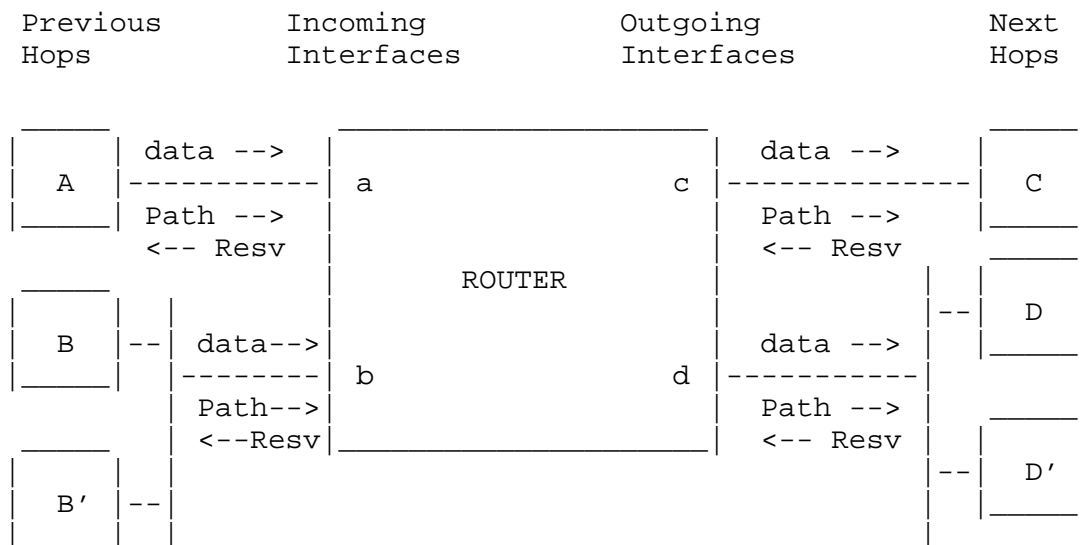 Previous Incoming Outgoing Next
Hops Interfaces Interfaces Hops
data --> data -->
A a c C
Path --> Path -->
<-- Resv <-- Resv
ROUTER
D
B data--> data -->
b d
Path--> Path -->
<--Resv <-- Resv
D'
B'